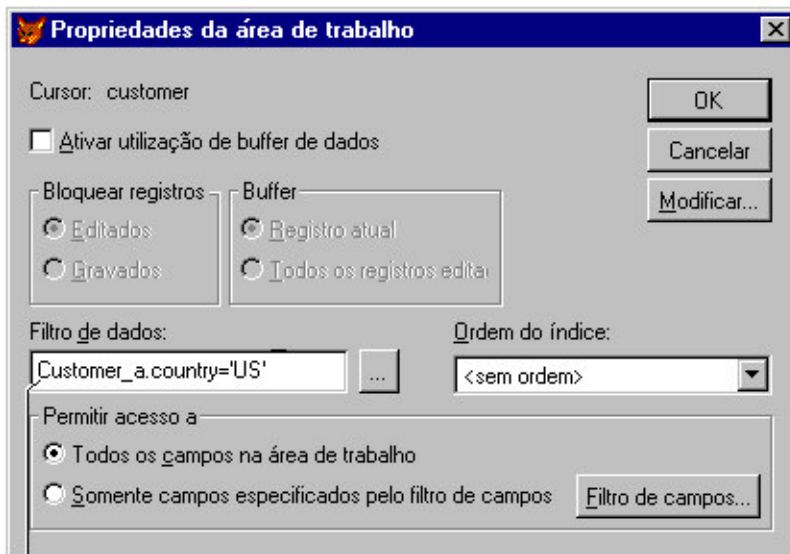 Propriedades da área de trabalho
Cursor: customer
OK
Ativar utilização de buffer de dados
Cancelar
Bloquear registros
Buffer
Modificar...
Editados
Registro atual
Gravados
Todos os registros edita
Filtro de dados:
Ordem do índice:
Customer_a.country='US'
...
<sem ordem>
Permitir acesso a
Todos os campos na área de trabalho
Somente campos especificados pelo filtro de campos
Filtro de campos...